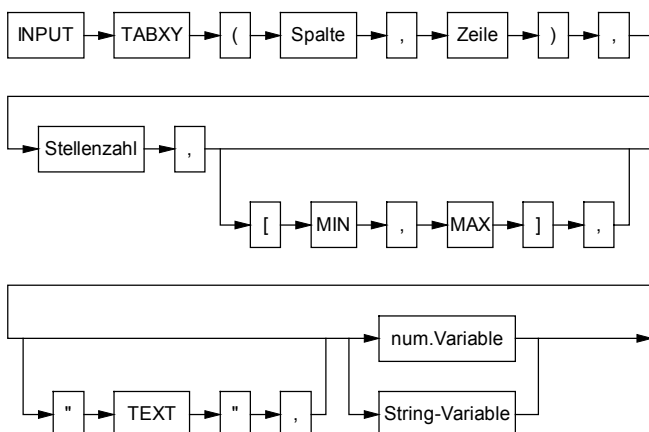 INPUT TABXY ( Spalte , Zeile ) ,
Stellenzahl ,
[ MIN , MAX ] ,
num.Variable
" TEXT " , String-Variable